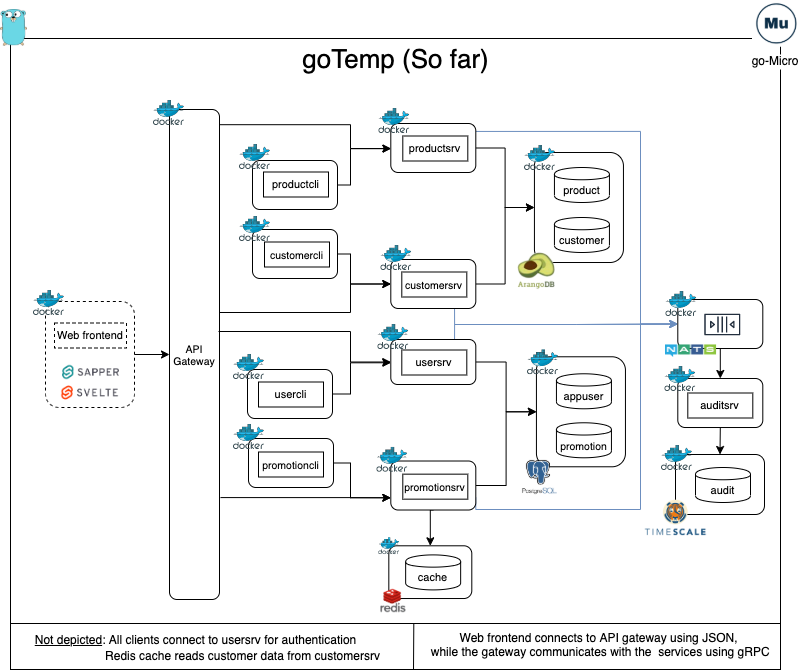 Mu
go-Micro
goTemp (So far)
docker
API
Gateway
docker
Web frontend
SAPPER
SVELTE
docker
productcli
docker
customercli
docker
usercli
docker
promotioncli
docker
productsrv
docker
customersrv
docker
usersrv
docker
promotionsrv
docker
cache
redis
docker
product
customer
ArangoDB
docker
appuser
promotion
PostgreSQL
docker
NATS
docker
auditsrv
docker
audit
TIMESCALE
Not depicted: All clients connect to usersrv for authentication
Redis cache reads customer data from customersrv
Web frontend connects to API gateway using JSON,
while the gateway communicates with the services using gRPC